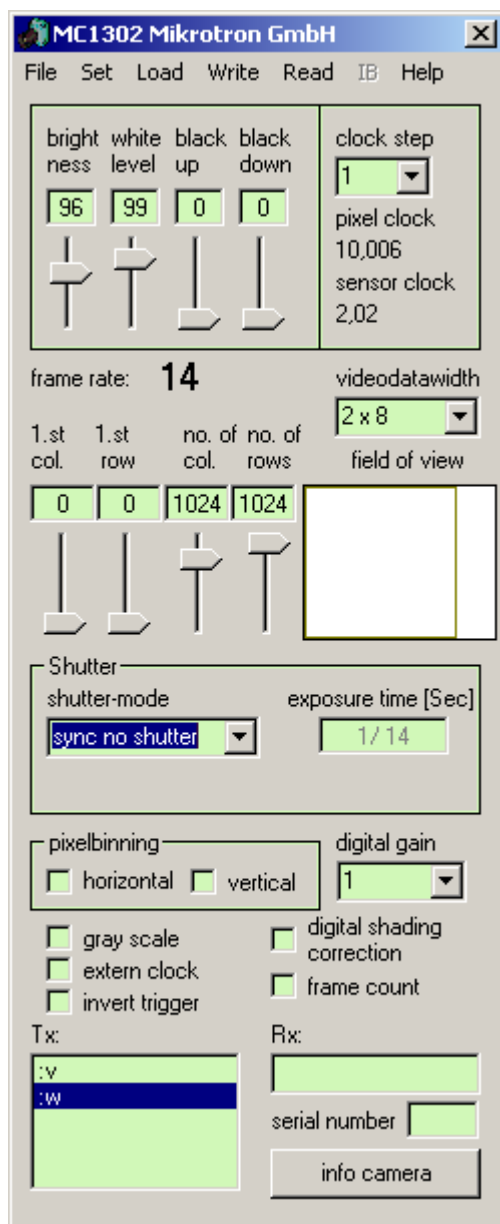 MC1302 Mikrotron GmbH
File Set Load Write Read IB Help
bright ness
white level
black up
black down
96 99 0 0
clock step
1
pixel clock
10,006
sensor clock
2,02
frame rate: 14
videodatawidth
2 x 8
1.st col.
1.st row
no. of col.
no. of rows
0 0 1024 1024
field of view
Shutter
shutter-mode
sync no shutter
exposure time [Sec]
1/ 14
pixelbinning
horizontal
vertical
digital gain
1
gray scale
extern clock
invert trigger
digital shading
correction
frame count
Tx:
:v
:w
Rx:
serial number
info camera